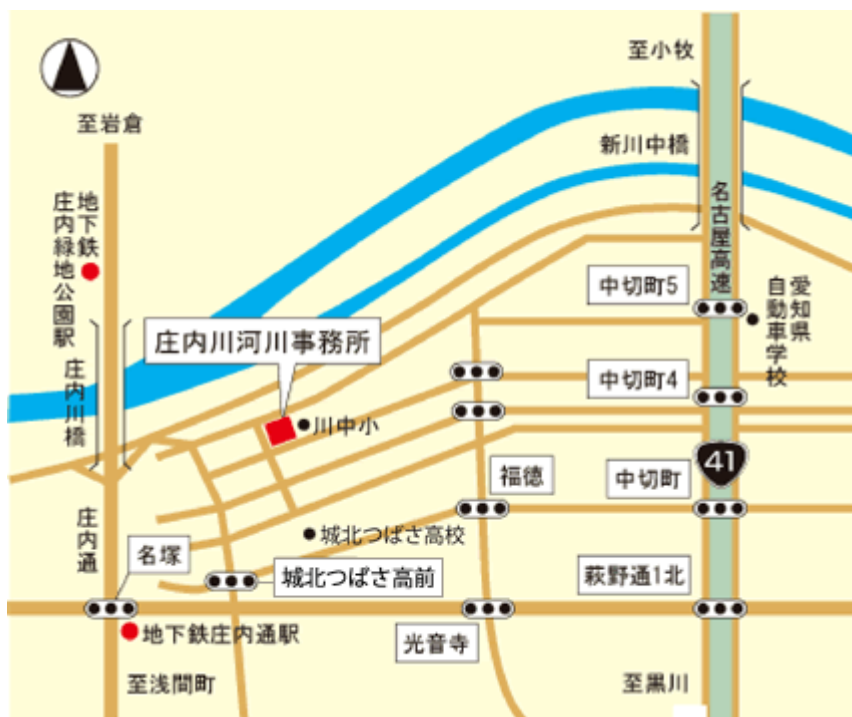 至小牧
至岩倉
新川中橋
名古屋高速
地下鉄
庄内緑地公園駅
中切町5
愛知県
自動車学校
庄内川河川事務所
庄内川橋
中切町4
川中小
41
福徳
中切町
庄内通
城北つばさ高校
名塚
城北つばさ高前
萩野通1北
地下鉄庄内通駅
光音寺
至浅間町
至黒川